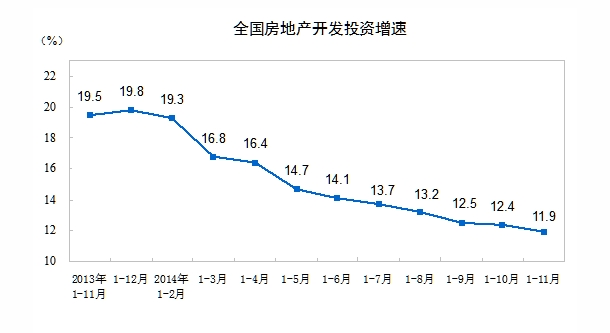 全国房地产开发投资增速
（%）
22
20
18
16
14
12
10
19.5
19.8
19.3
16.8
16.4
14.7
14.1
13.7
13.2
12.5
12.4
11.9
2013年
1-11月
1-12月
2014年
1-2月
1-3月
1-4月
1-5月
1-6月
1-7月
1-8月
1-9月
1-10月
1-11月